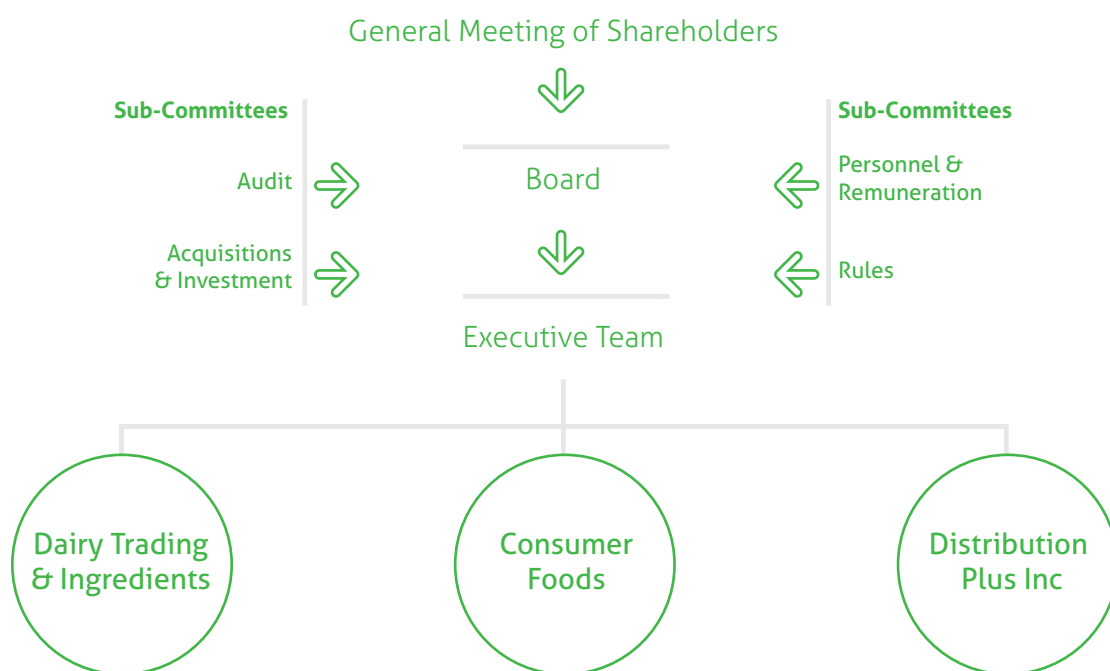 General Meeting of Shareholders
Sub-Committees
Audit
Acquisitions
& Investment
Board
Executive Team
Sub-Committees
Personnel &
Remuneration
Rules
Dairy Trading
& Ingredients
Consumer
Foods
Distribution
Plus Inc